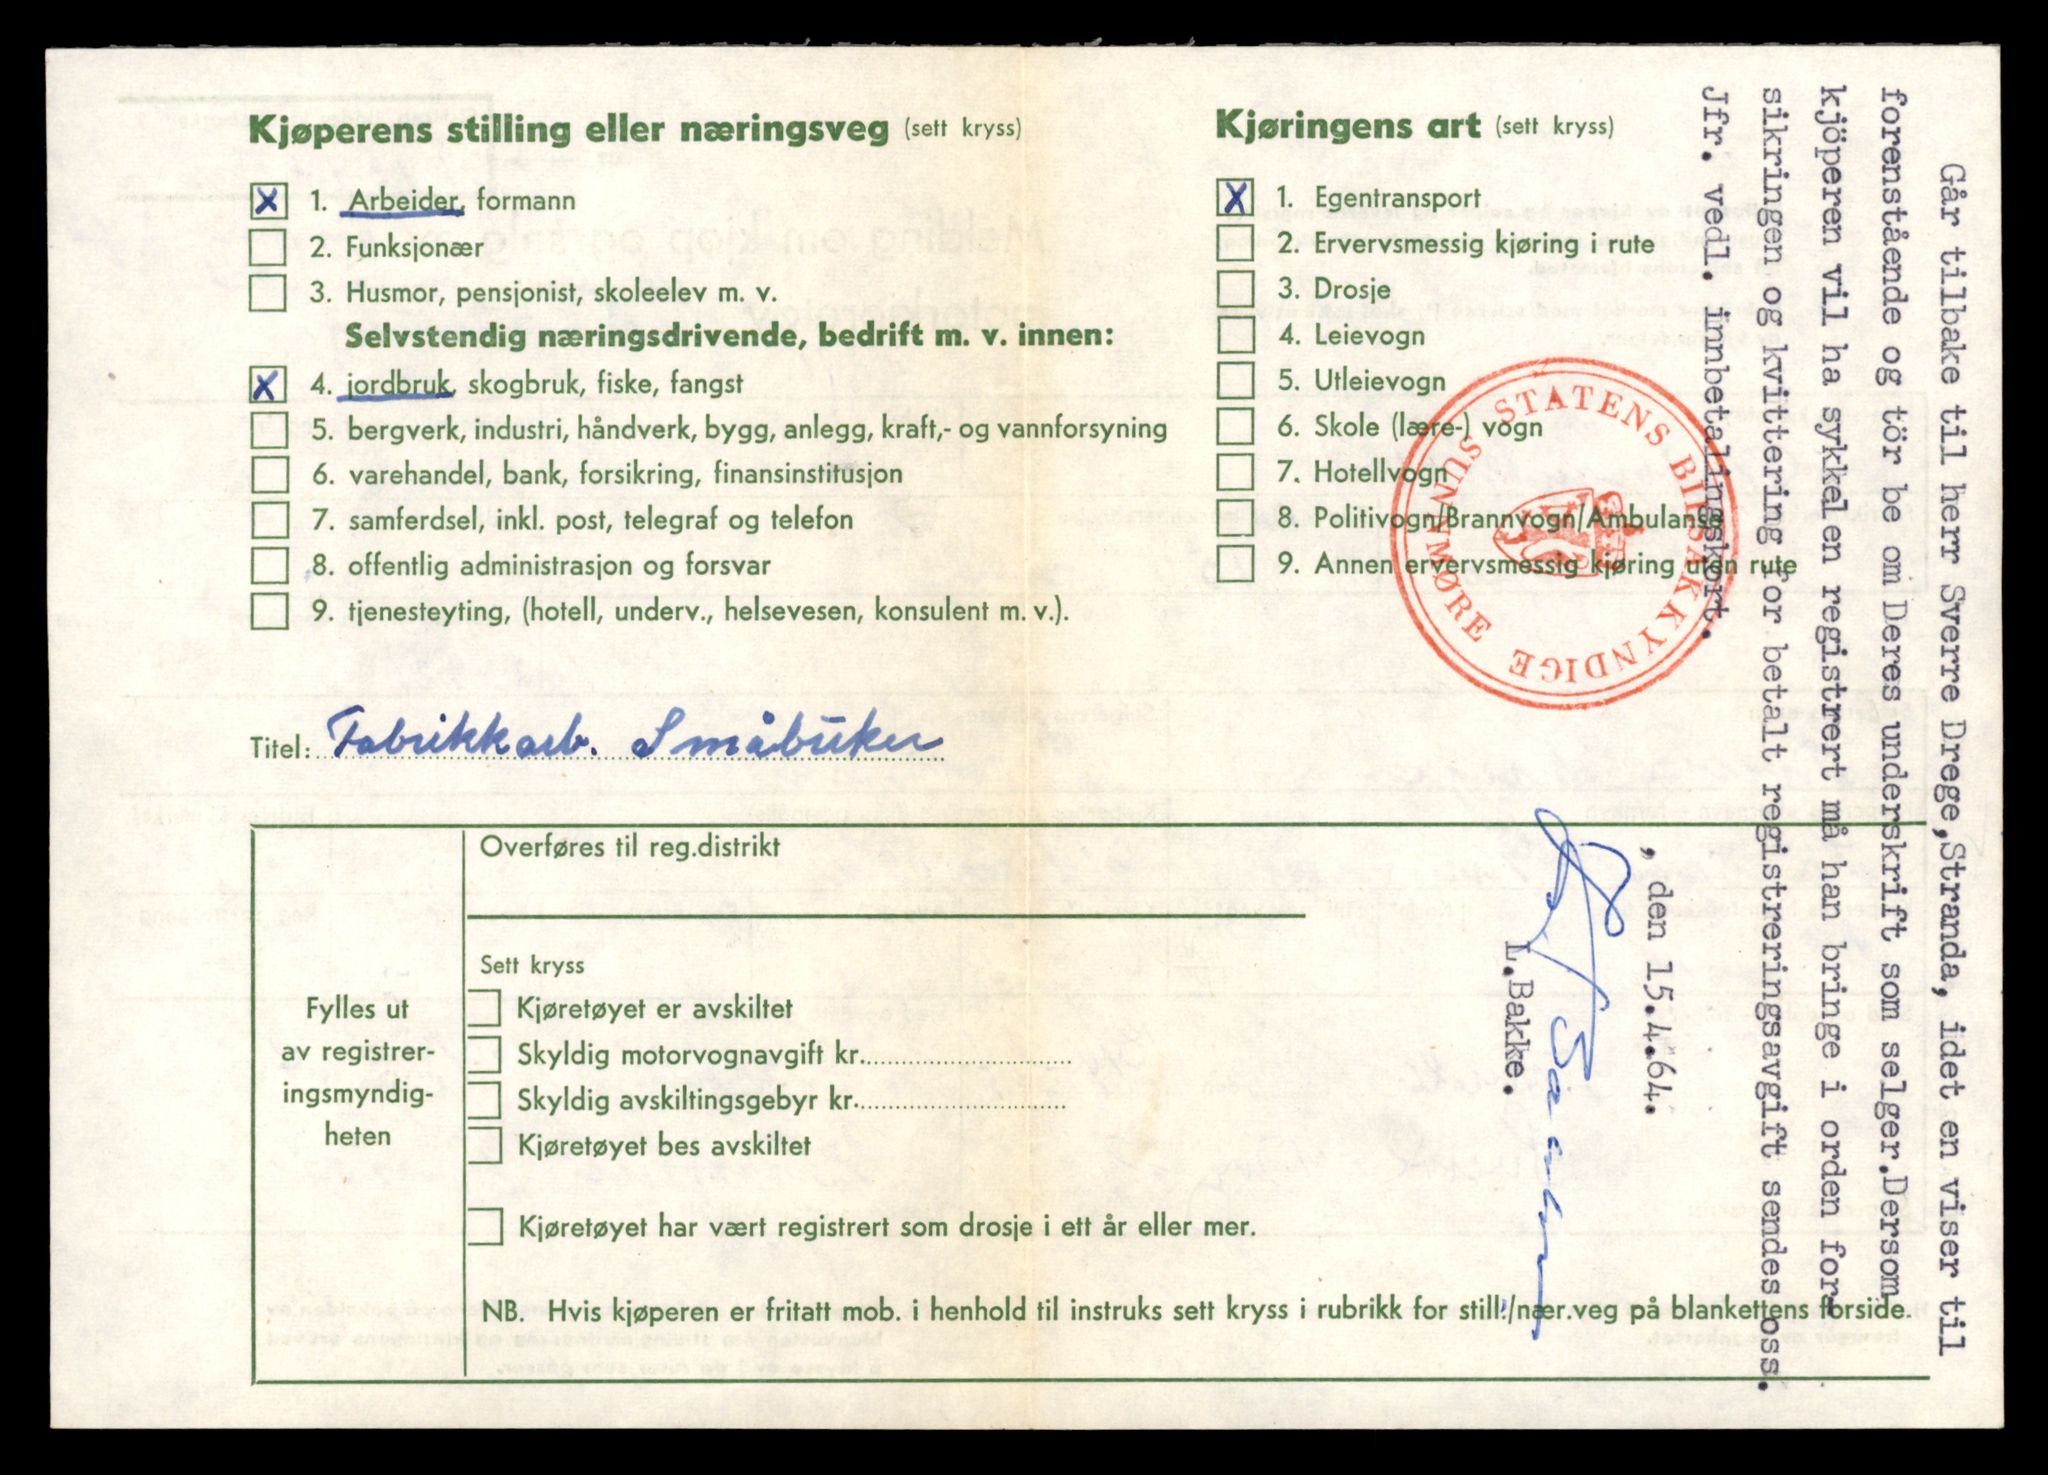 Kjøperens stilling eller næringsveg (sett kryss)
X 1. Arbeider, formann
2. Funksjonær
3. Husmor, pensjonist, skoleelev m. v.
Selvstendig næringsdrivende, bedrift m. v. innen:
X 4. jordbruk, skogbruk, fiske, fangst
5. bergverk, industri, håndverk, bygg, anlegg, kraft,- og vannforsyning
6. varehandel, bank, forsikring, finansinstitusjon
7. samferdsel, inkl. post, telegraf og telefon
8. offentlig administrasjon og forsvar
9. tjenesteyting, (hotell, underv., helsevesen, konsulent m. v.).
Kjøringens art (sett kryss)
X 1. Egentransport
2. Ervervsmessig kjøring i rute
3. Drosje
4. Leievogn
5. Utleievogn
6. Skole (lære-) vogn
7. Hotellvogn
8. Politivogn/Brannvogn/Ambulanse
9. Annen ervervsmessig kjøring uten rute
STATENS BILSAKKYNDIGE SUNNMØRE
Titel: Fabrikkarb. Småbruker
Overføres til reg.distrikt
Fylles ut
av registrer-
ingsmyndig-
heten
Sett kryss
Kjøretøyet er avskiltet
Skyldig motorvognavgift kr.
Skyldig avskiltingsgebyr kr.
Kjøretøyet bes avskiltet
Kjøretøyet har vært registrert som drosje i ett år eller mer.
NB. Hvis kjøperen er fritatt mob. i henhold til instruks sett kryss i rubrikk for still./nær.veg på blankettens forside.
Går tilbake til herr Sverre Drege,Stranda, idet en viser til
forenstående og tör be om Deres underskrift som selger.Dersom
kjöperen vil ha sykkelen registrert må han bringe i orden for-
sikringen og kvittering for betalt registreringsavgift sendes oss.
Jfr. vedl. innbetalingskort.
, den 15.4.64.
L.Bakke.